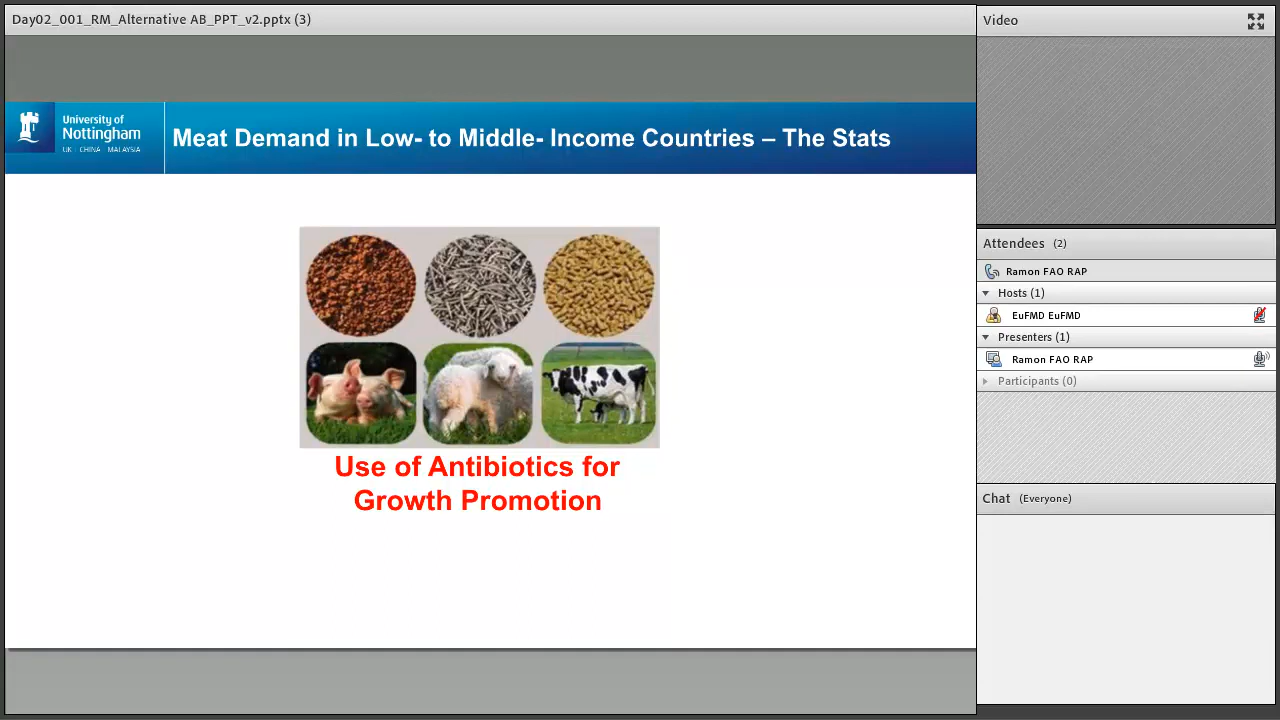 Day02_001_RM_Alternative AB_PPT_v2.pptx (3)
University of
Nottingham
UK | CHINA | MALAYSIA
Meat Demand in Low- to Middle- Income Countries – The Stats
Use of Antibiotics for
Growth Promotion
Video
Attendees (2)
Ramon FAO RAP
Hosts (1)
EuFMD EuFMD
Presenters (1)
Ramon FAO RAP
Participants (0)
Chat (Everyone)